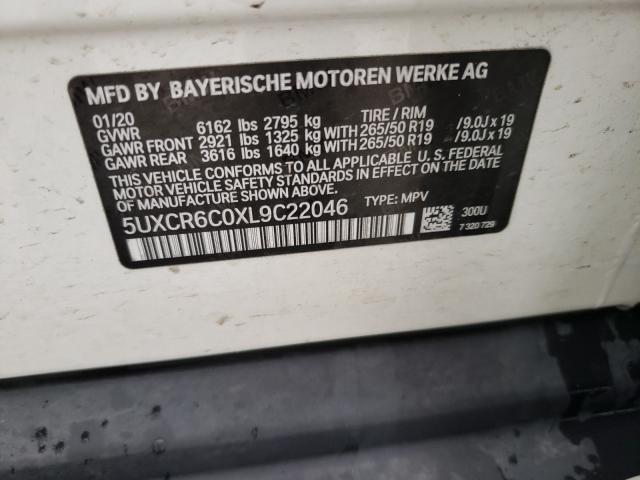 MFD BY BAYERISCHE MOTOREN WERKE AG
01/20 TIRE / RIM
GVWR 6162 lbs 2795 kg
GAWR FRONT 2921 lbs 1325 kg WITH 265/50 R19 /9.0J x 19
GAWR REAR 3616 lbs 1640 kg WITH 265/50 R19 /9.0J x 19
THIS VEHICLE CONFORMS TO ALL APPLICABLE U.S. FEDERAL
MOTOR VEHICLE SAFETY STANDARDS IN EFFECT ON THE DATE
OF MANUFACTURE SHOWN ABOVE.
5UXCR6C0XL9C22046 TYPE: MPV
300U
7 320 729